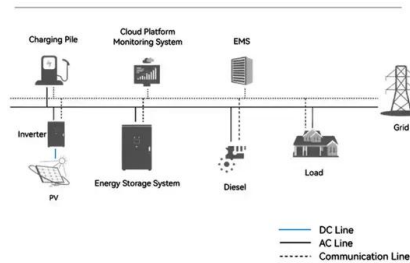 Charging Pile
Cloud Platform
Monitoring System
EMS
Inverter
Grid
PV
Energy Storage System
Diesel
Load
DC Line
AC Line
Communication Line